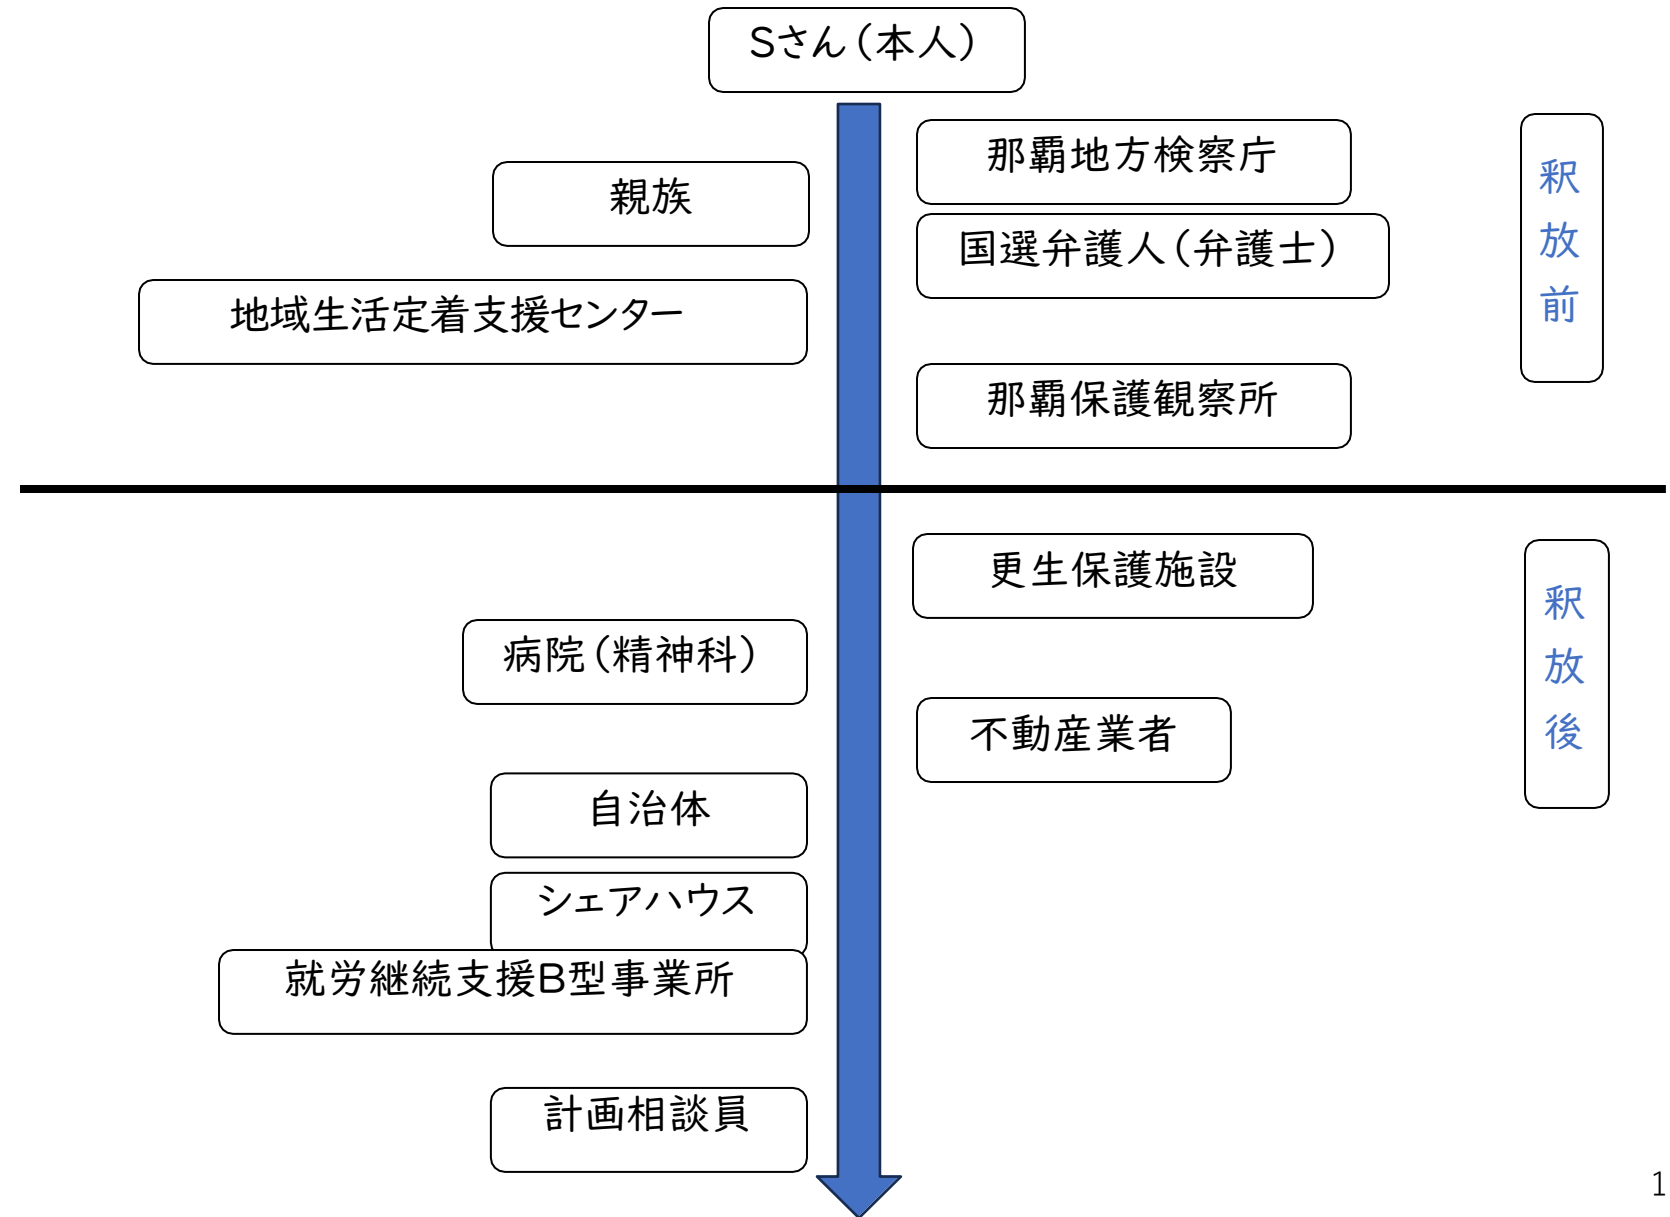 Sさん（本人）
那覇地方検察庁
親族
国選弁護人（弁護士）
地域生活定着支援センター
那覇保護観察所
釈放前
更生保護施設
病院（精神科）
不動産業者
自治体
シェアハウス
就労継続支援B型事業所
計画相談員
釈放後
1